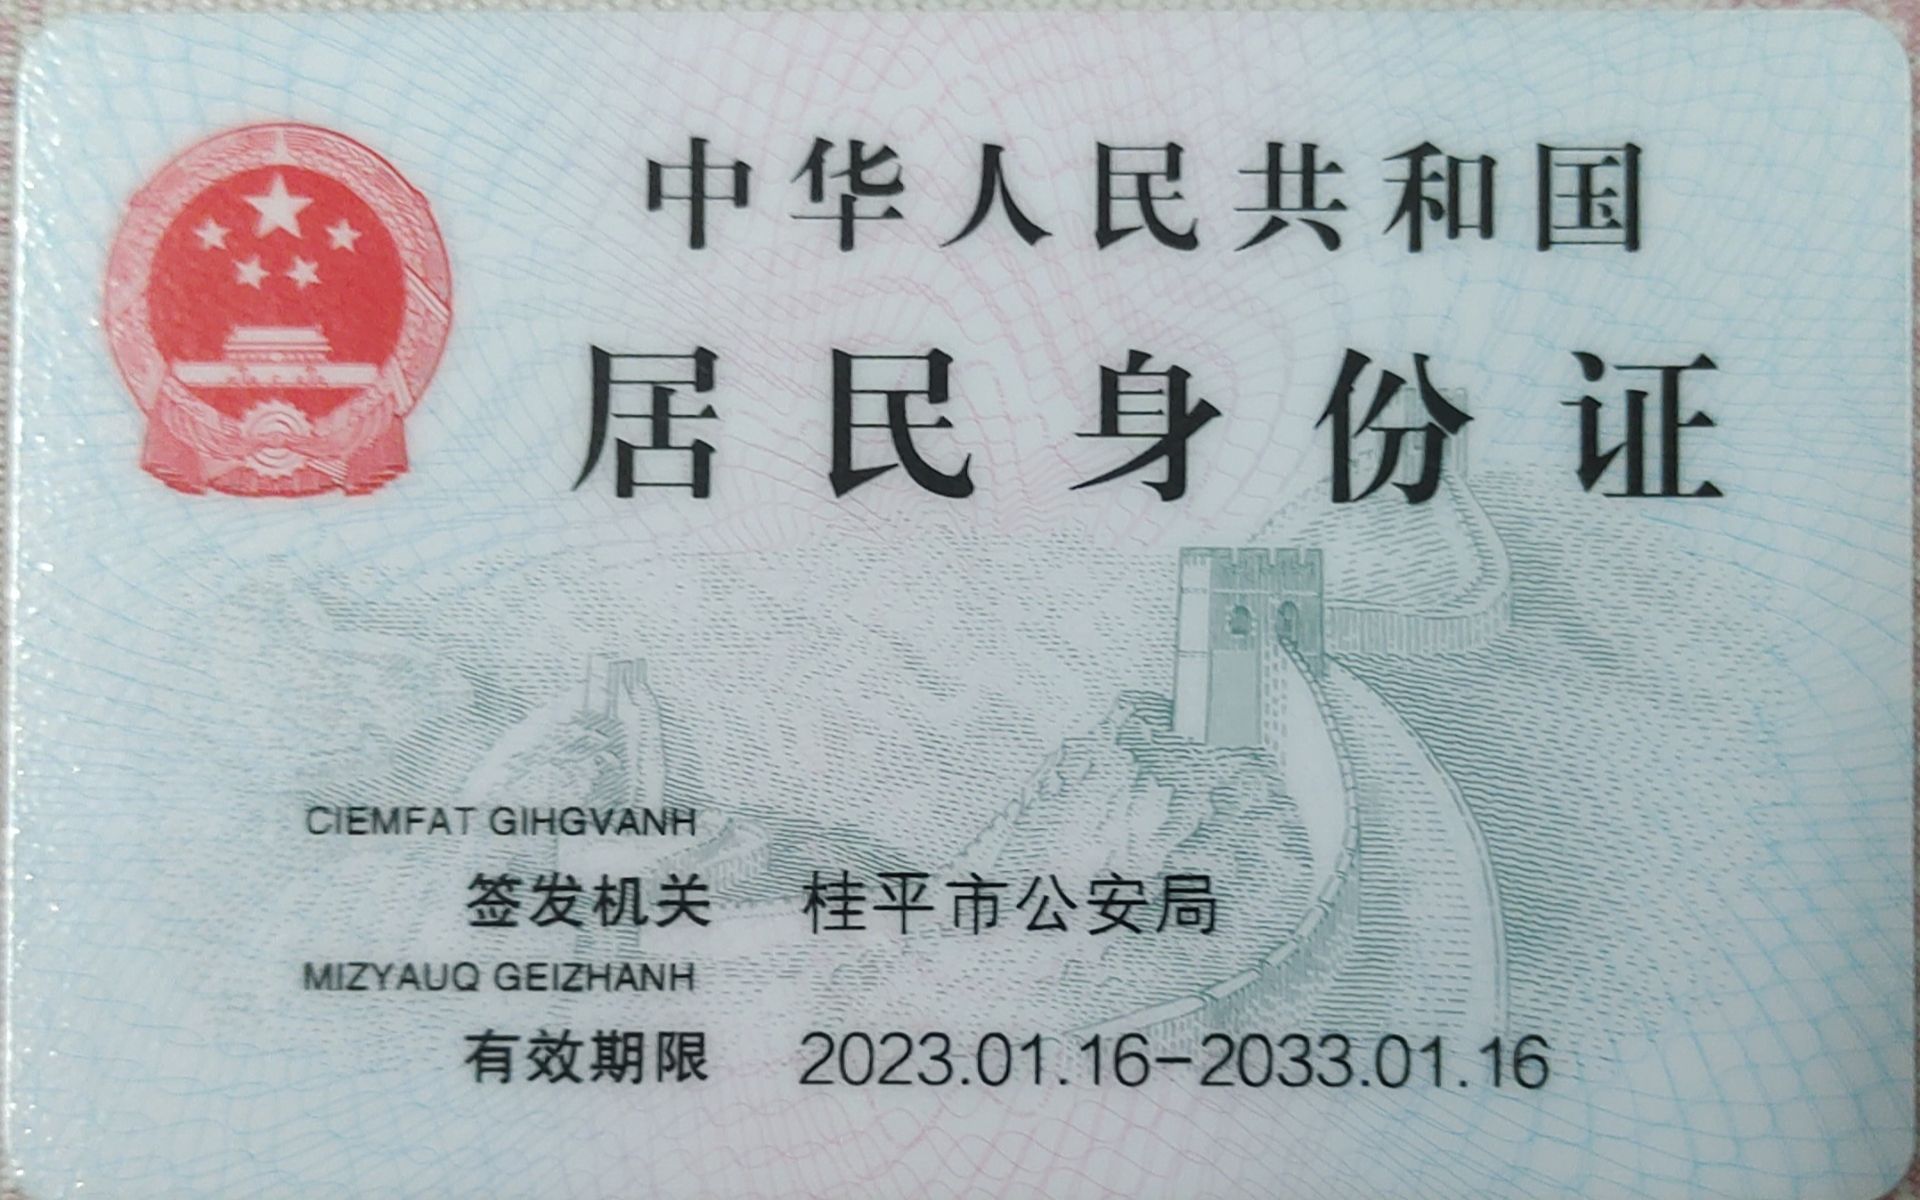 中华人民共和国
居民身份证
CIEMFAT GIHGVANH
签发机关 桂平市公安局
MIZYAUQ GEIZHANH
有效期限 2023.01.16-2033.01.16